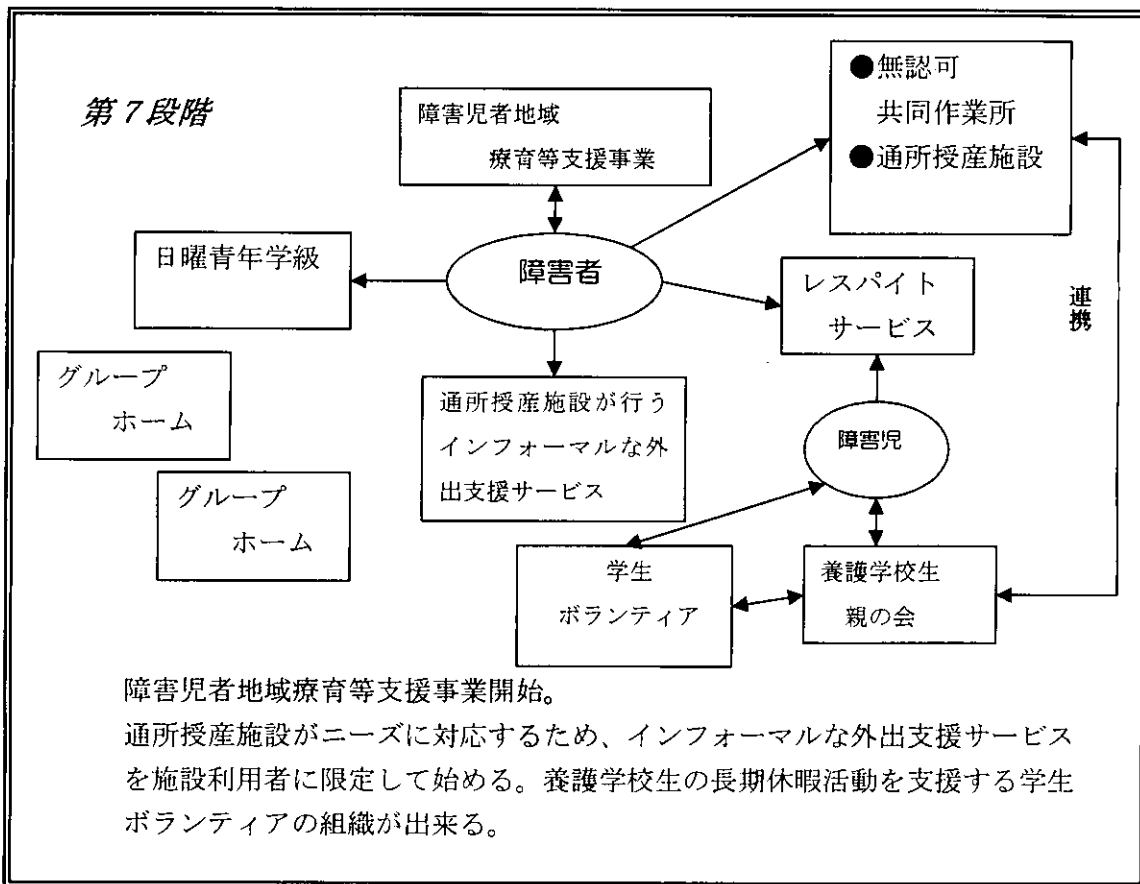 第7段階
障害児者地域
療育等支援事業
●無認可
共同作業所
●通所授産施設
日曜青年学級
障害者
レスパイト
サービス
連携
グループ
ホーム
通所授産施設が行う
インフォーマルな外
出支援サービス
障害児
グループ
ホーム
学生
ボランティア
養護学校生
親の会
障害児者地域療育等支援事業開始。
通所授産施設がニーズに対応するため、インフォーマルな外出支援サービス
を施設利用者に限定して始める。養護学校生の長期休暇活動を支援する学生
ボランティアの組織が出来る。